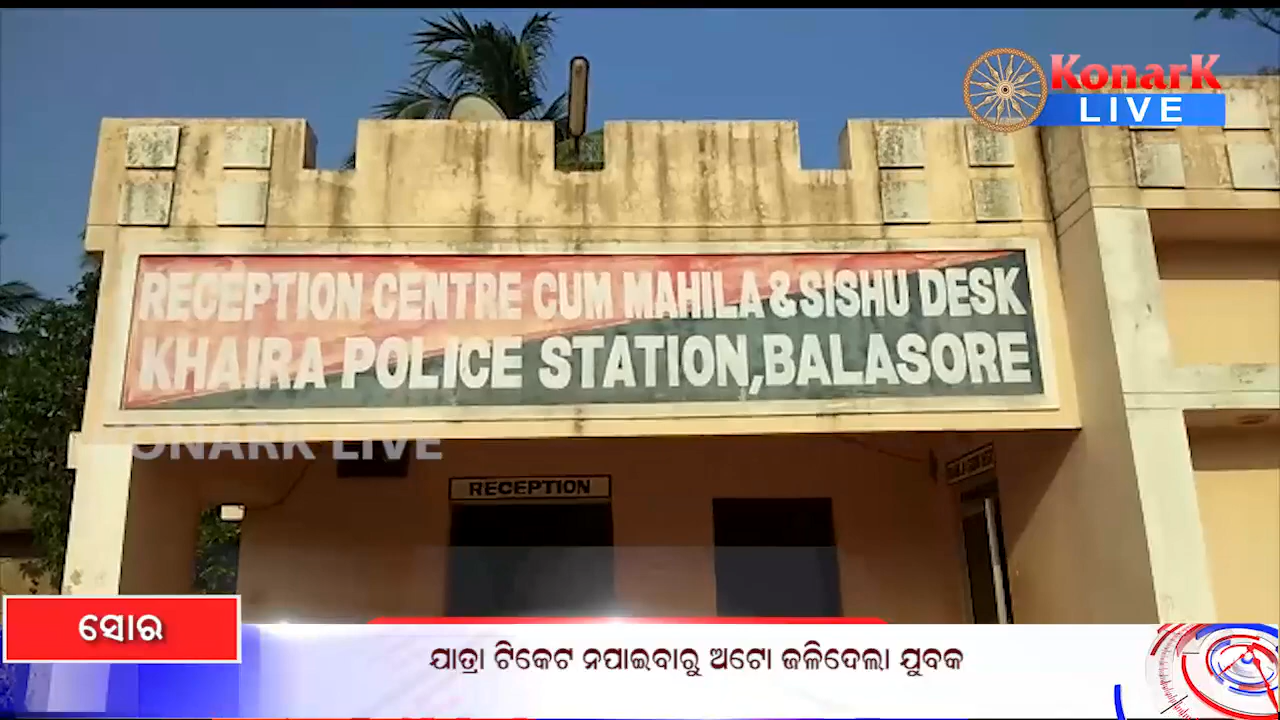 KonarK
LIVE
RECEPTION CENTRE CUM MAHILA & SISHU DESK
KHAIRA POLICE STATION, BALASORE
KONARK LIVE
RECEPTION
ସୋର
ଯାତ୍ରା ଟିକେଟ ନପାଇବାରୁ ଅଟୋ ଜଳିଦେଲା ଯୁବକ